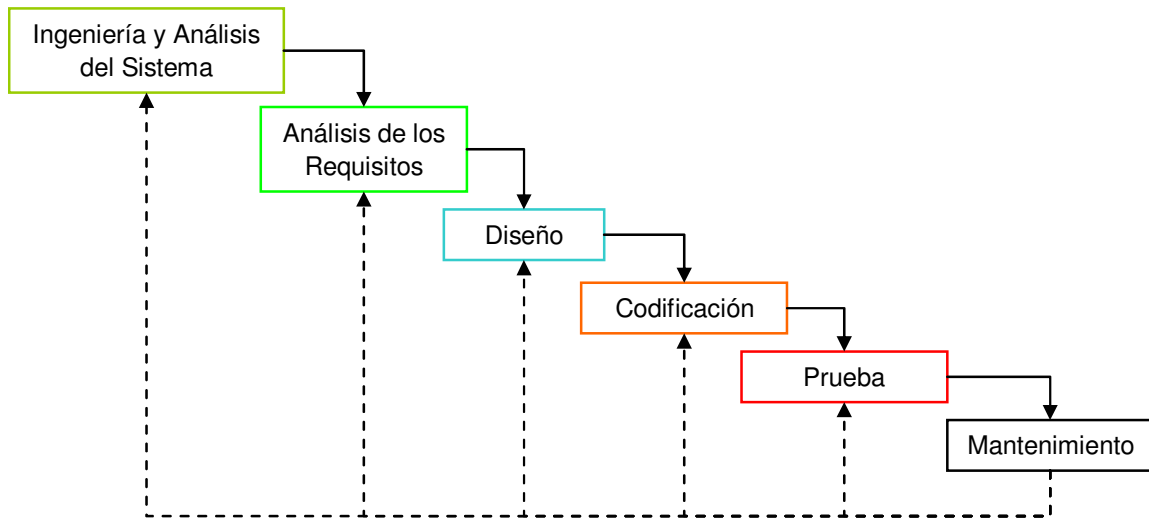 Ingeniería y Análisis
del Sistema
Análisis de los
Requisitos
Diseño
Codificación
Prueba
Mantenimiento